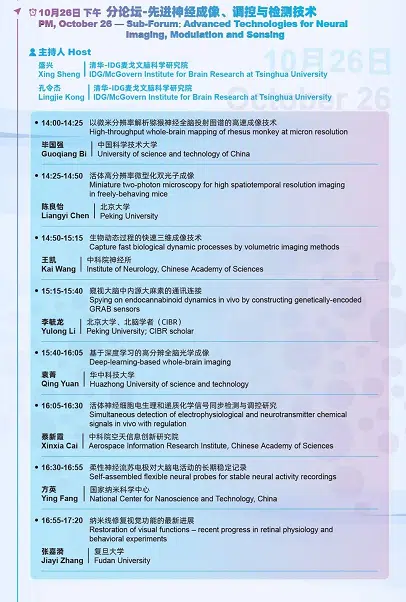 10月26日 下午 分论坛-先进神经成像、调控与检测技术
PM, October 26 — Sub-Forum: Advanced Technologies for Neural
Imaging, Modulation and Sensing
10月26日
October 26
主持人 Host
盛兴 清华-IDG麦戈文脑科学研究院
Xing Sheng IDG/McGovern Institute for Brain Research at Tsinghua University
孔令杰 清华-IDG麦戈文脑科学研究院
Lingjie Kong IDG/McGovern Institute for Brain Research at Tsinghua University
• 14:00-14:25 以微米分辨率解析猕猴神经全脑投射图谱的高速成像技术
High-throughput whole-brain mapping of rhesus monkey at micron resolution
毕国强 中国科学技术大学
Guoqiang Bi University of science and technology of China
• 14:25-14:50 活体高分辨率微型化双光子成像
Miniature two-photon microscopy for high spatiotemporal resolution imaging
in freely-behaving mice
陈良怡 北京大学
Liangyi Chen Peking University
• 14:50-15:15 生物动态过程的快速三维成像技术
Capture fast biological dynamic processes by volumetric imaging methods
王凯 中科院神经所
Kai Wang Institute of Neurology, Chinese Academy of Sciences
• 15:15-15:40 窥视大脑中内源大麻素的通讯连接
Spying on endocannabinoid dynamics in vivo by constructing genetically-encoded
GRAB sensors
李毓龙 北京大学、北脑学者（CIBR）
Yulong Li Peking University; CIBR scholar
• 15:40-16:05 基于深度学习的高分辨全脑光学成像
Deep-learning-based whole-brain imaging
袁菁 华中科技大学
Qing Yuan Huazhong University of science and technology
• 16:05-16:30 活体神经细胞电生理和递质化学信号同步检测与调控研究
Simultaneous detection of electrophysiological and neurotransmitter chemical
signals in vivo with regulation
蔡新霞 中科院空天信息创新研究院
Xinxia Cai Aerospace Information Research Institute, Chinese Academy of Sciences
• 16:30-16:55 柔性神经流苏电极对大脑电活动的长期稳定记录
Self-assembled flexible neural probes for stable neural activity recordings
方英 国家纳米科学中心
Ying Fang National Center for Nanoscience and Technology, China
• 16:55-17:20 纳米线修复视觉功能的最新进展
Restoration of visual functions – recent progress in retinal physiology and
behavioral experiments
张嘉漪 复旦大学
Jiayi Zhang Fudan University